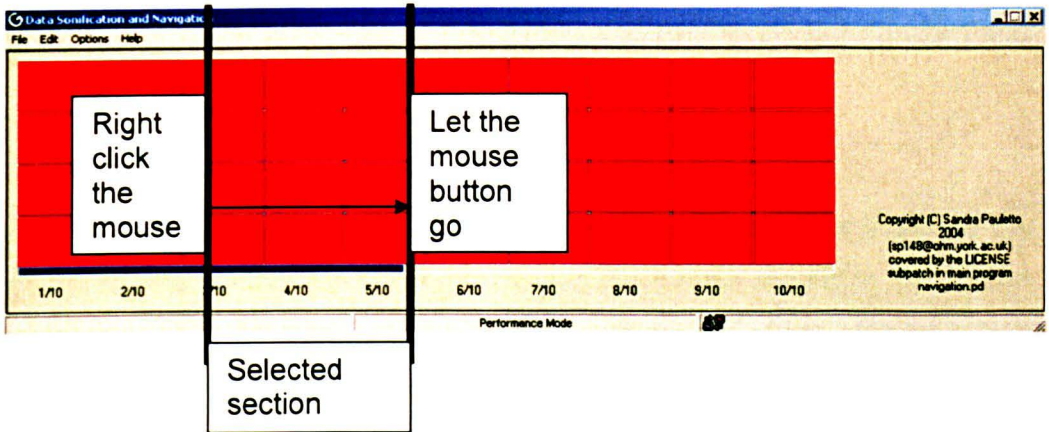 Data Sonification and Navigation
File Edit Options Help
Right
click
the
mouse
Let the
mouse
button
go
Copyright (C) Sandra Pauletto
2004
(sp148@ohm.york.ac.uk)
covered by the LICENSE
subpatch in main program
navigation.pd
1/10 2/10 4/10 5/10 6/10 7/10 8/10 9/10 10/10
Performance Mode
Selected
section